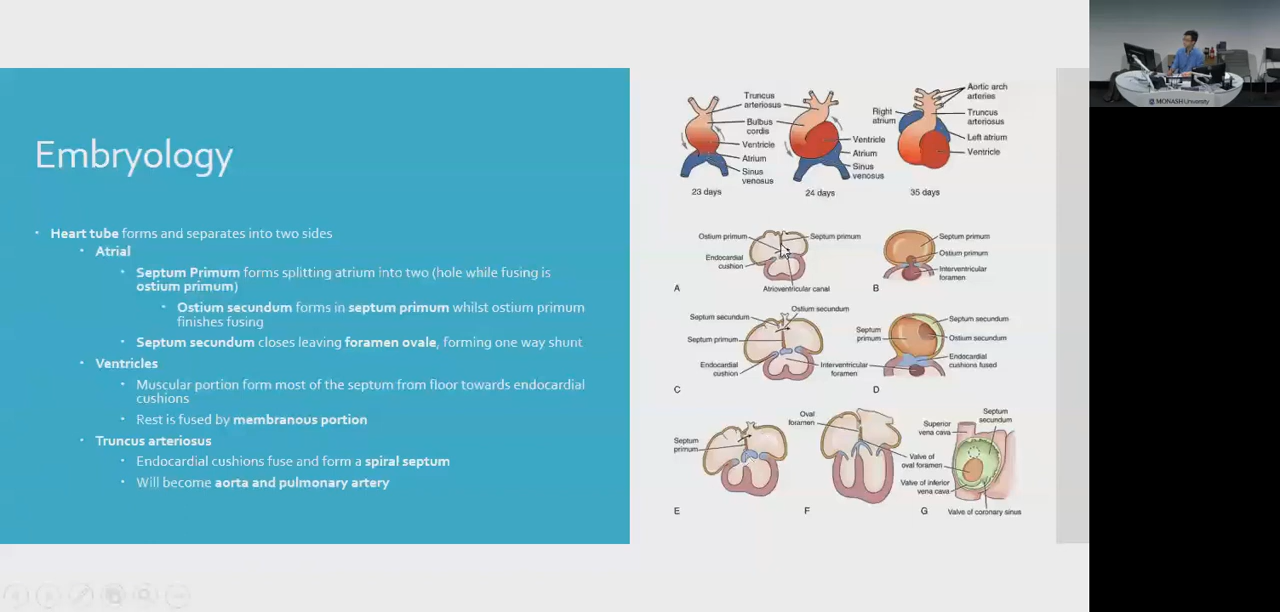 Embryology
Heart tube forms and separates into two sides
Atrial
Septum Primum forms splitting atrium into two (hole while fusing is
ostium primum)
Ostium secundum forms in septum primum whilst ostium primum
finishes fusing
Septum secundum closes leaving foramen ovale, forming one way shunt
Ventricles
Muscular portion form most of the septum from floor towards endocardial
cushions
Rest is fused by membranous portion
Truncus arteriosus
Endocardial cushions fuse and form a spiral septum
Will become aorta and pulmonary artery
Truncus
arteriosus
Bulbus
cordis
Ventricle
Atrium
Sinus
venosus
23 days
Ventricle
Atrium
Sinus
venosus
24 days
Right
atrium
Aortic arch
arteries
Truncus
arteriosus
Left atrium
Ventricle
35 days
Ostium primum
Septum primum
Endocardial
cushion
Atrioventricular canal
A
Septum primum
Ostium primum
Interventricular
foramen
B
Septum secundum
Ostium secundum
Septum primum
Endocardial
cushion
Interventricular
foramen
C
Septum
primum
Septum secundum
Ostium secundum
Endocardial
cushions fused
D
Septum
primum
E
Oval
foramen
Valve of
oval foramen
F
Superior
vena cava
Septum
secundum
Valve of inferior
vena cava
G
Valve of coronary sinus
MONASH University